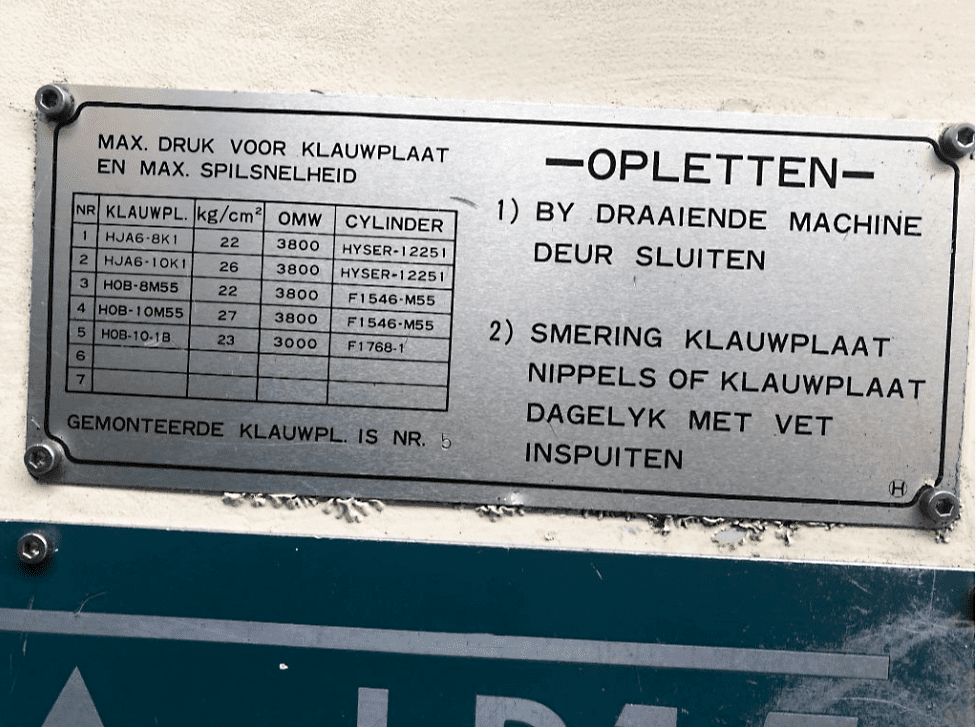 MAX. DRUK VOOR KLAUWPLAAT
EN MAX. SPILSNELHEID
NR KLAUWPL. kg/cm² OMW CYLINDER
1 HJA6-8K1 22 3800 HYSER-12251
2 HJA6-10K1 26 3800 HYSER-12251
3 HOB-8M55 22 3800 F1546-M55
4 HOB-10M55 27 3800 F1546-M55
5 HOB-10-1B 23 3000 F1768-1
6
7
GEMONTEERDE KLAUWPL. IS NR. 5
—OPLETTEN—
1) BY DRAAIENDE MACHINE
DEUR SLUITEN
2) SMERING KLAUWPLAAT
NIPPELS OF KLAUWPLAAT
DAGELYK MET VET
INSPUITEN
H